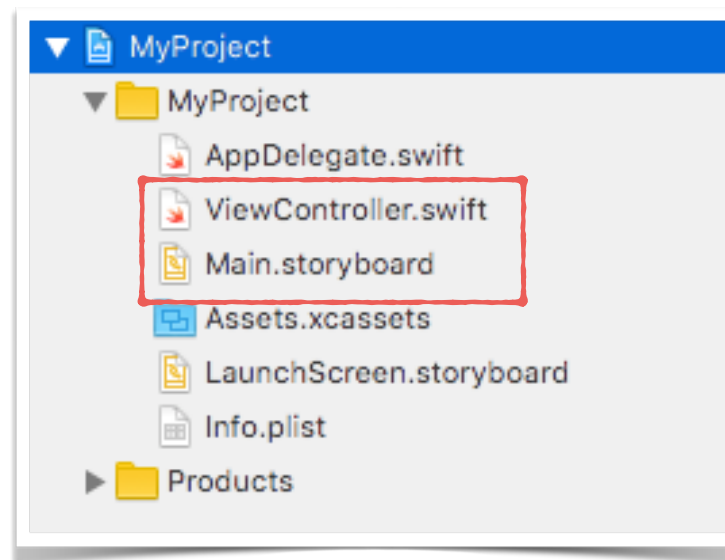 MyProject
MyProject
AppDelegate.swift
ViewController.swift
Main.storyboard
Assets.xcassets
LaunchScreen.storyboard
Info.plist
Products